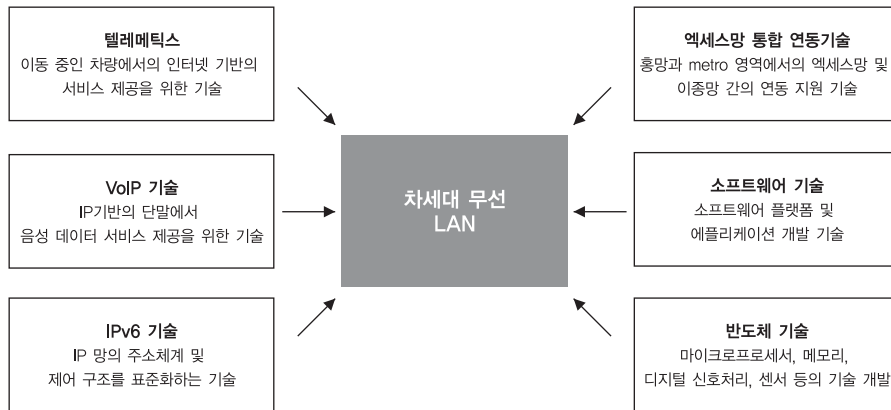 텔레메틱스
이동 중인 차량에서의 인터넷 기반의
서비스 제공을 위한 기술
VoIP 기술
IP기반의 단말에서
음성 데이터 서비스 제공을 위한 기술
IPv6 기술
IP 망의 주소체계 및
제어 구조를 표준화하는 기술
차세대 무선
LAN
엑세스망 통합 연동기술
홍망과 metro 영역에서의 엑세스망 및
이종망 간의 연동 지원 기술
소프트웨어 기술
소프트웨어 플랫폼 및
에플리케이션 개발 기술
반도체 기술
마이크로프로세서, 메모리,
디지털 신호처리, 센서 등의 기술 개발